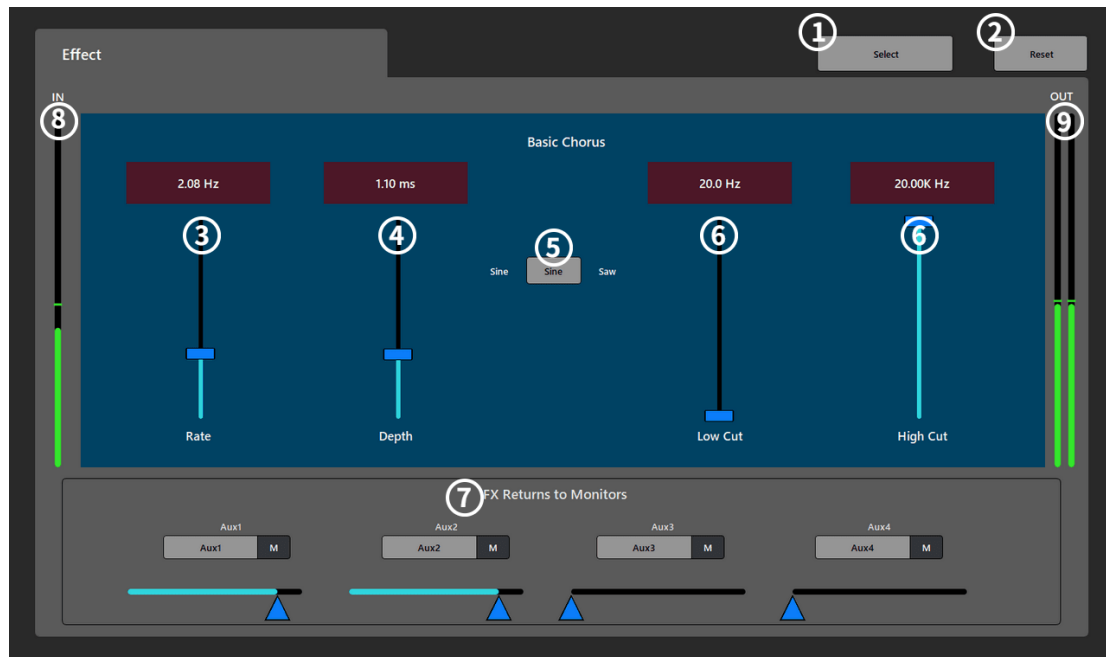 ① ②
Effect Select Reset
IN OUT
⑧ ⑨
Basic Chorus
2.08 Hz 1.10 ms 20.0 Hz 20.00K Hz
③ ④ ⑥ ⑥
⑤
Sine Sine Saw
Rate Depth Low Cut High Cut
⑦ FX Returns to Monitors
Aux1 Aux2 Aux3 Aux4
Aux1 M Aux2 M Aux3 M Aux4 M